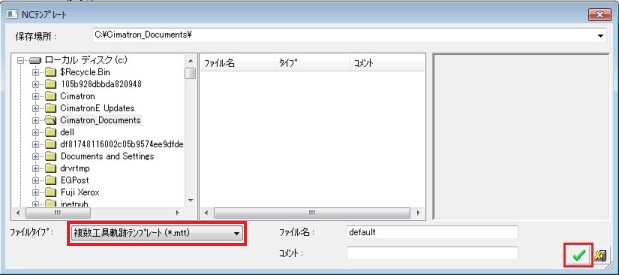 NCﾃﾝﾌﾟﾚｰﾄ
保存場所 : C:¥Cimatron_Documents¥
ローカル ディスク (c:)
$Recycle.Bin
105b928dbbda820948
Cimatron
CimatronE Updates
Cimatron_Documents
dell
df81748116002c05b9574ee9dfde
Documents and Settings
drvrtmp
EGPost
Fuji Xerox
inetpub
ﾌｧｲﾙ名 ﾀｲﾌﾟ ｺﾒﾝﾄ
ﾌｧｲﾙﾀｲﾌﾟ : 複数工具軌跡ﾃﾝﾌﾟﾚｰﾄ (*.mtt) ﾌｧｲﾙ名 : default
ｺﾒﾝﾄ :